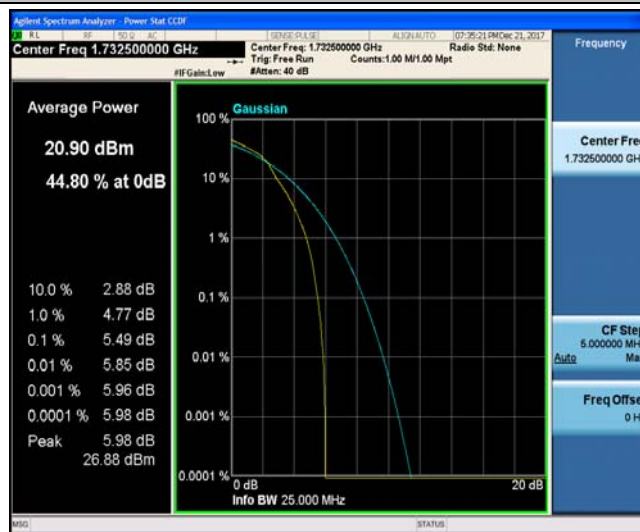 Agilent Spectrum Analyzer - Power Stat CCDF
RL RF 50 Ω AC SENSE:PULSE ALIGN AUTO 07:35:21 PM Dec 21, 2017
Center Freq 1.732500000 GHz
Center Freq: 1.732500000 GHz Radio Std: None
Trig: Free Run Counts:1.00 M/1.00 Mpt
#IFGain:Low #Atten: 40 dB
Frequency
Average Power
20.90 dBm
44.80 % at 0dB
10.0 % 2.88 dB
1.0 % 4.77 dB
0.1 % 5.49 dB
0.01 % 5.85 dB
0.001 % 5.96 dB
0.0001 % 5.98 dB
Peak 5.98 dB
26.88 dBm
Gaussian
100 %
10 %
1 %
0.1 %
0.01 %
0.001 %
0.0001 %
0 dB 20 dB
Info BW 25.000 MHz
Center Fre
1.732500000 GH
CF Ste
5.000000 MH
Auto Ma
Freq Offse
0 H
MSG STATUS